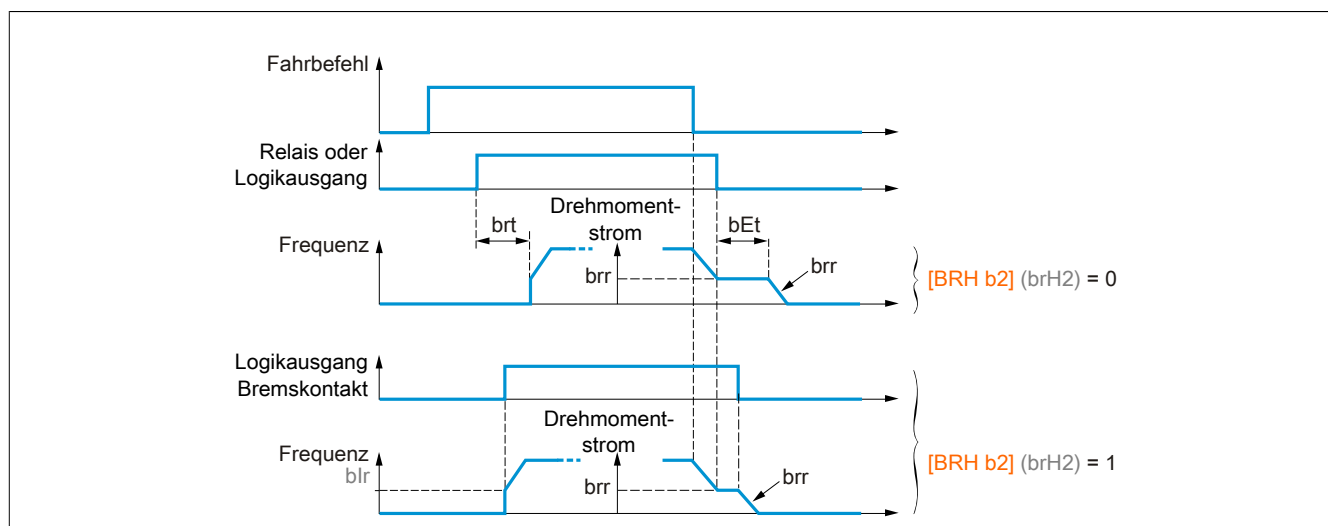 Fahrbefehl
Relais oder
Logikausgang
Drehmoment-
strom
brt
bEt
Frequenz
brr
brr
[BRH b2] (brH2) = 0
Logikausgang
Bremskontakt
Drehmoment-
strom
Frequenz
bIr
brr
brr
[BRH b2] (brH2) = 1